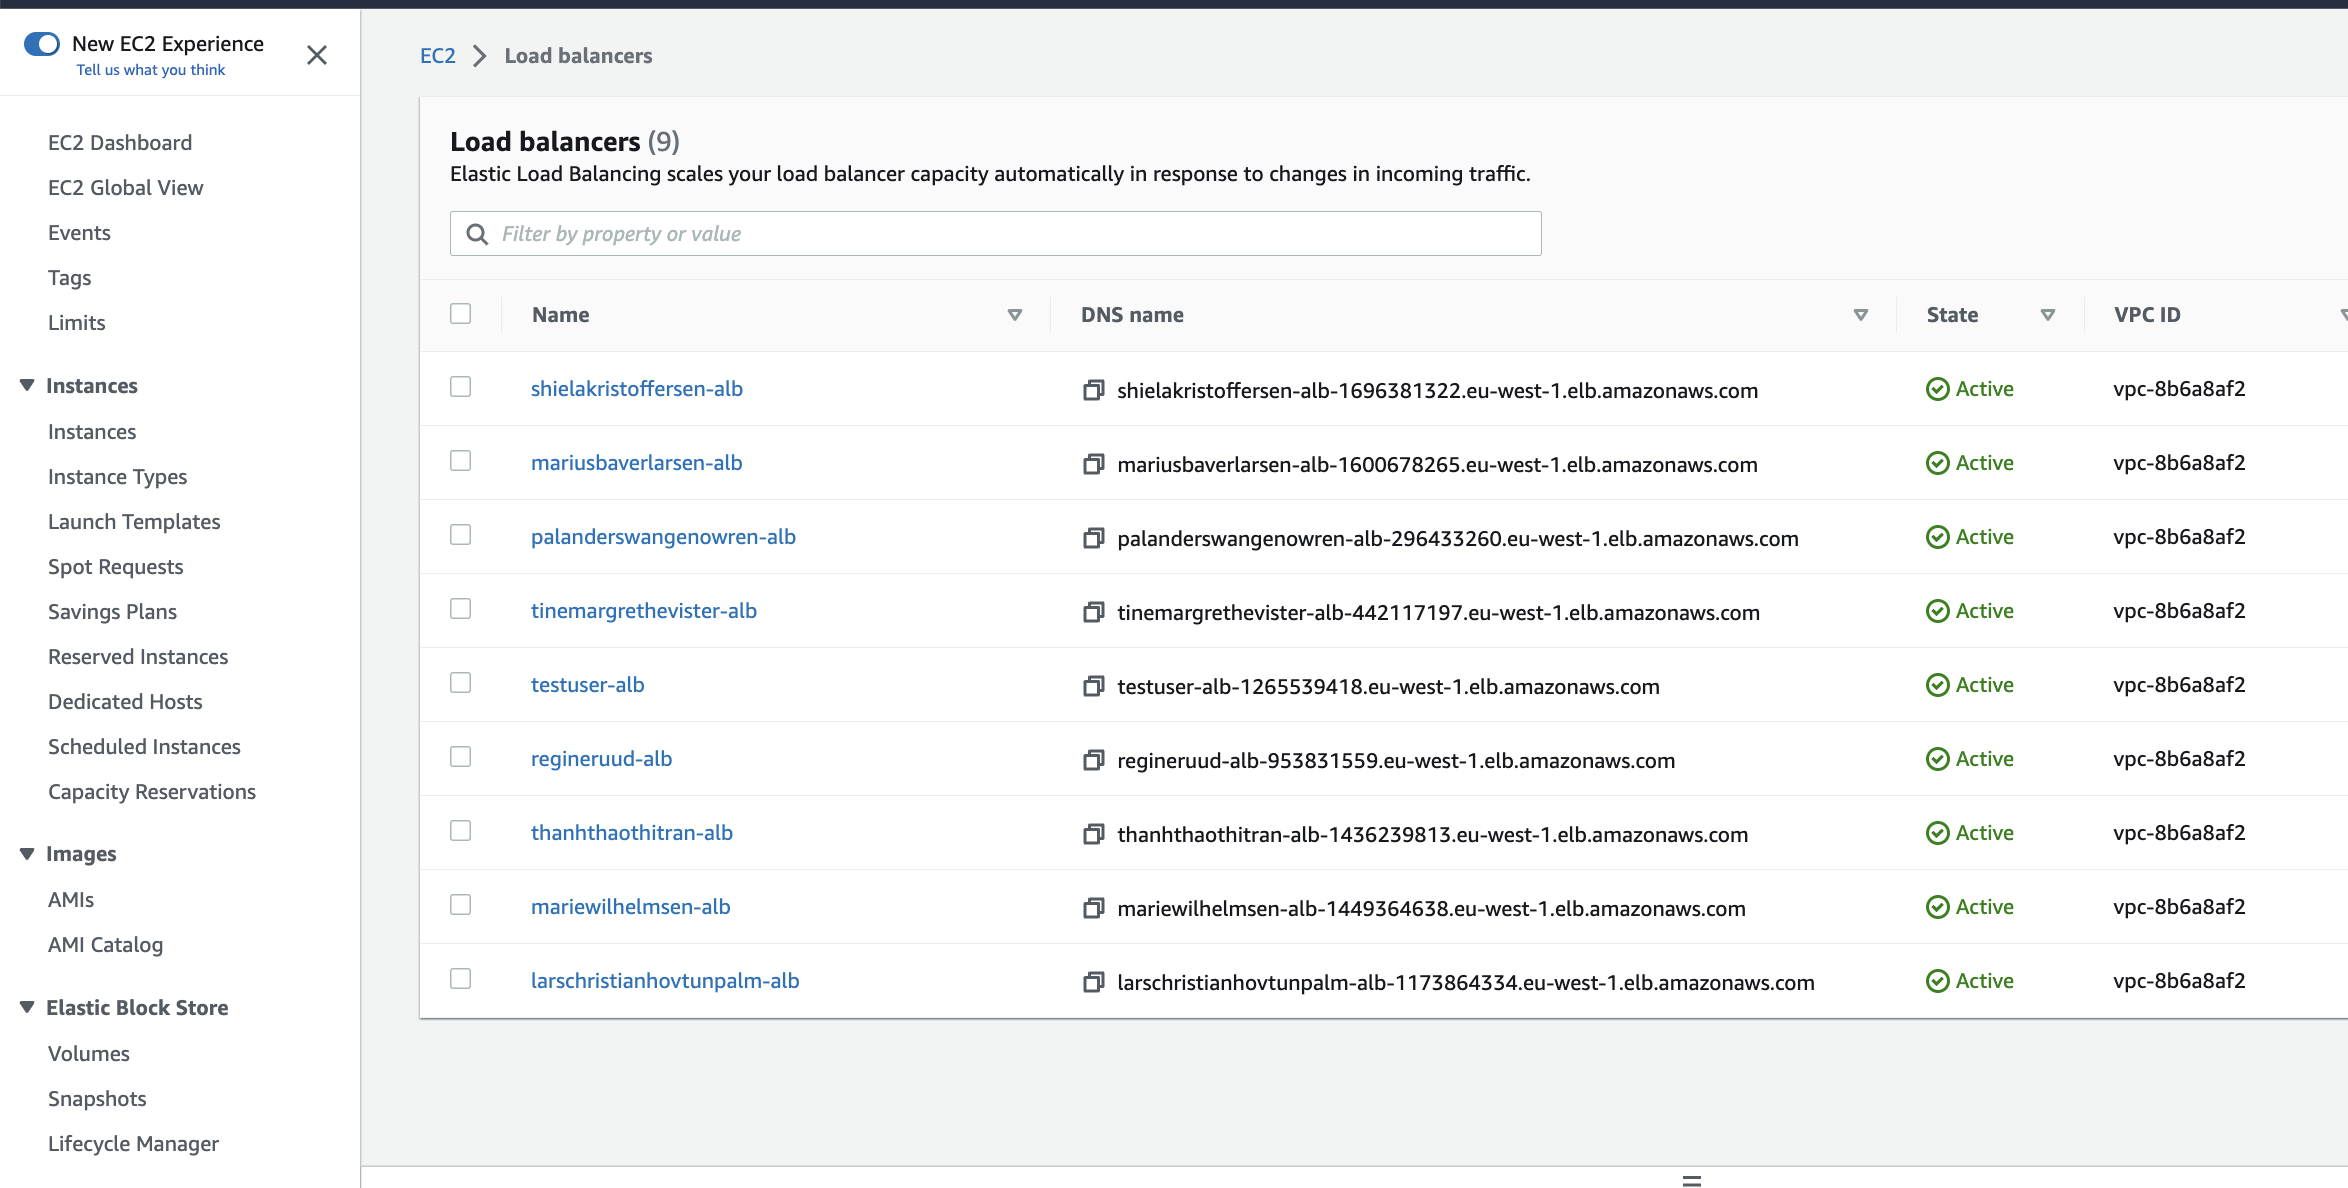 New EC2 Experience
Tell us what you think
EC2 Dashboard
EC2 Global View
Events
Tags
Limits
Instances
Instances
Instance Types
Launch Templates
Spot Requests
Savings Plans
Reserved Instances
Dedicated Hosts
Scheduled Instances
Capacity Reservations
Images
AMIs
AMI Catalog
Elastic Block Store
Volumes
Snapshots
Lifecycle Manager
EC2 > Load balancers
Load balancers (9)
Elastic Load Balancing scales your load balancer capacity automatically in response to changes in incoming traffic.
Filter by property or value
Name DNS name State VPC ID
shielakristoffersen-alb shielakristoffersen-alb-1696381322.eu-west-1.elb.amazonaws.com Active vpc-8b6a8af2
mariusbaverlarsen-alb mariusbaverlarsen-alb-1600678265.eu-west-1.elb.amazonaws.com Active vpc-8b6a8af2
palanderswangenowren-alb palanderswangenowren-alb-296433260.eu-west-1.elb.amazonaws.com Active vpc-8b6a8af2
tinemargrethevister-alb tinemargrethevister-alb-442117197.eu-west-1.elb.amazonaws.com Active vpc-8b6a8af2
testuser-alb testuser-alb-1265539418.eu-west-1.elb.amazonaws.com Active vpc-8b6a8af2
regineruud-alb regineruud-alb-953831559.eu-west-1.elb.amazonaws.com Active vpc-8b6a8af2
thanhthaothitran-alb thanhthaothitran-alb-1436239813.eu-west-1.elb.amazonaws.com Active vpc-8b6a8af2
mariewilhelmsen-alb mariewilhelmsen-alb-1449364638.eu-west-1.elb.amazonaws.com Active vpc-8b6a8af2
larschristianhovtunpalm-alb larschristianhovtunpalm-alb-1173864334.eu-west-1.elb.amazonaws.com Active vpc-8b6a8af2